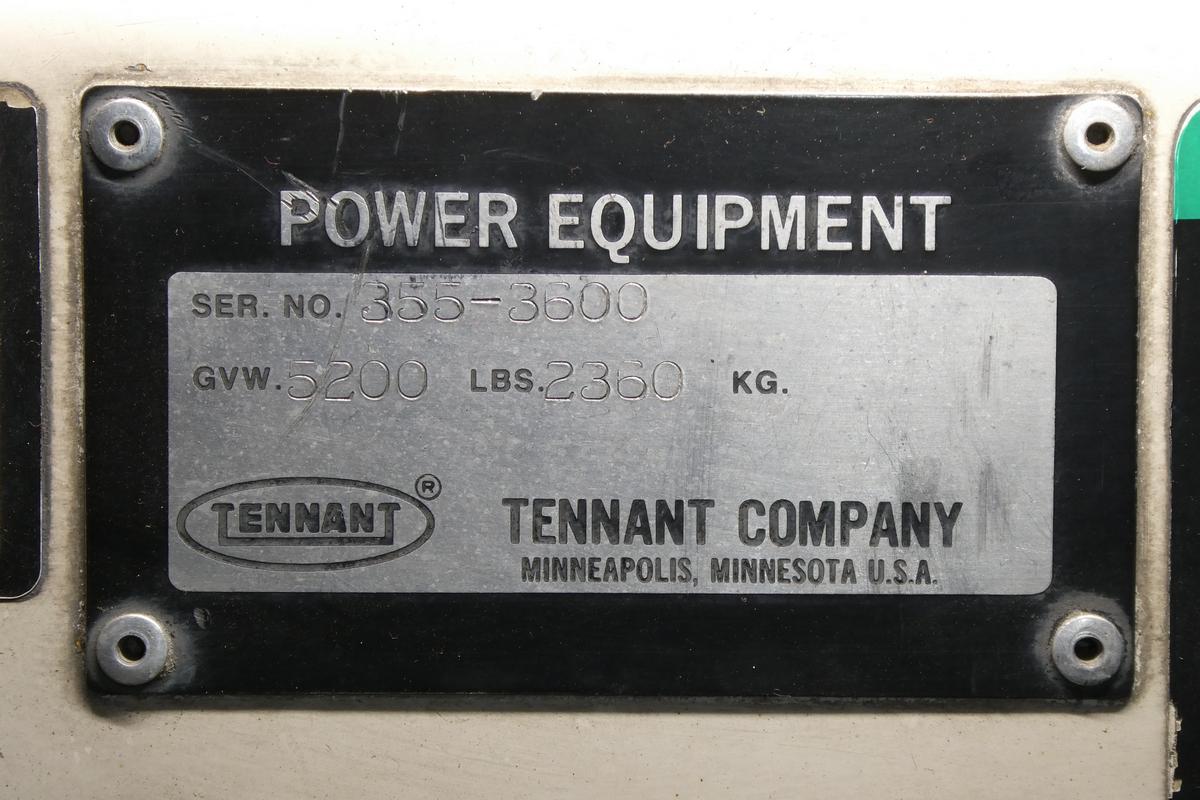 POWER EQUIPMENT
SER. NO. 355-3600
GVW. 5200 LBS. 2360 KG.
TENNANT ®
TENNANT COMPANY
MINNEAPOLIS, MINNESOTA U.S.A.